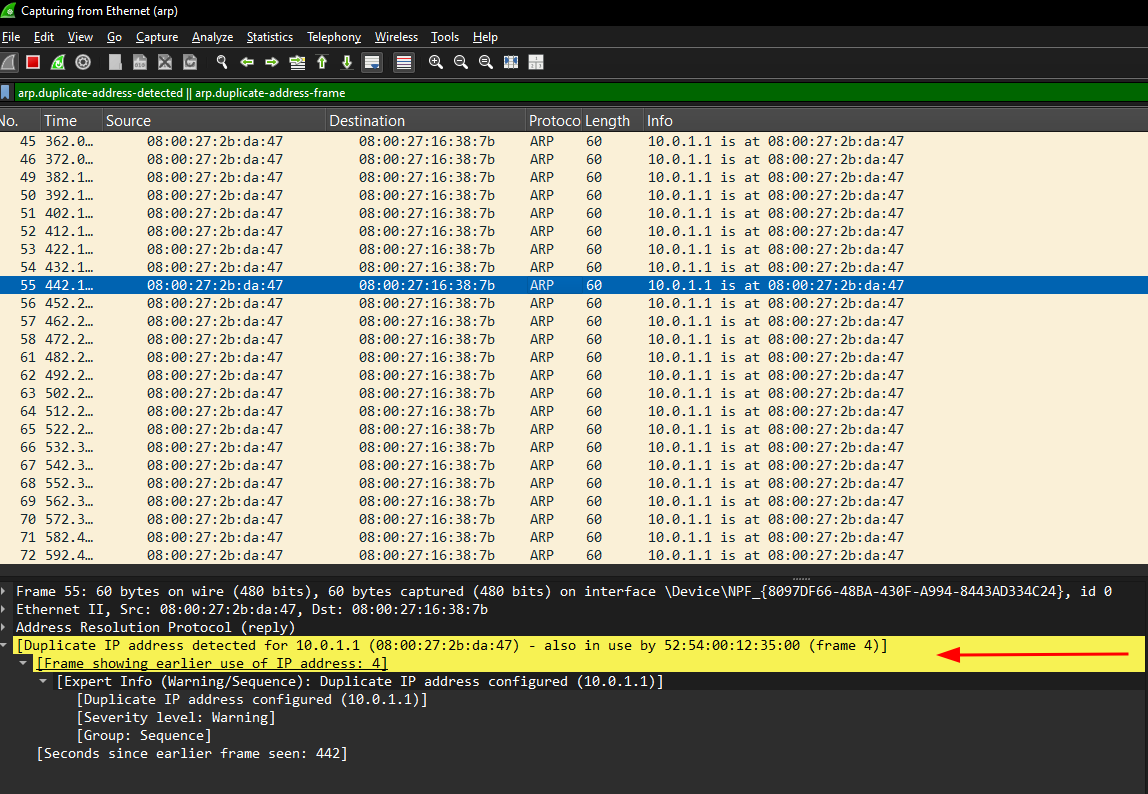 Capturing from Ethernet (arp)
File Edit View Go Capture Analyze Statistics Telephony Wireless Tools Help
arp.duplicate-address-detected || arp.duplicate-address-frame
No. Time Source Destination Protoco Length Info
45 362.0… 08:00:27:2b:da:47 08:00:27:16:38:7b ARP 60 10.0.1.1 is at 08:00:27:2b:da:47
46 372.0… 08:00:27:2b:da:47 08:00:27:16:38:7b ARP 60 10.0.1.1 is at 08:00:27:2b:da:47
49 382.1… 08:00:27:2b:da:47 08:00:27:16:38:7b ARP 60 10.0.1.1 is at 08:00:27:2b:da:47
50 392.1… 08:00:27:2b:da:47 08:00:27:16:38:7b ARP 60 10.0.1.1 is at 08:00:27:2b:da:47
51 402.1… 08:00:27:2b:da:47 08:00:27:16:38:7b ARP 60 10.0.1.1 is at 08:00:27:2b:da:47
52 412.1… 08:00:27:2b:da:47 08:00:27:16:38:7b ARP 60 10.0.1.1 is at 08:00:27:2b:da:47
53 422.1… 08:00:27:2b:da:47 08:00:27:16:38:7b ARP 60 10.0.1.1 is at 08:00:27:2b:da:47
54 432.1… 08:00:27:2b:da:47 08:00:27:16:38:7b ARP 60 10.0.1.1 is at 08:00:27:2b:da:47
55 442.1… 08:00:27:2b:da:47 08:00:27:16:38:7b ARP 60 10.0.1.1 is at 08:00:27:2b:da:47
56 452.2… 08:00:27:2b:da:47 08:00:27:16:38:7b ARP 60 10.0.1.1 is at 08:00:27:2b:da:47
57 462.2… 08:00:27:2b:da:47 08:00:27:16:38:7b ARP 60 10.0.1.1 is at 08:00:27:2b:da:47
58 472.2… 08:00:27:2b:da:47 08:00:27:16:38:7b ARP 60 10.0.1.1 is at 08:00:27:2b:da:47
61 482.2… 08:00:27:2b:da:47 08:00:27:16:38:7b ARP 60 10.0.1.1 is at 08:00:27:2b:da:47
62 492.2… 08:00:27:2b:da:47 08:00:27:16:38:7b ARP 60 10.0.1.1 is at 08:00:27:2b:da:47
63 502.2… 08:00:27:2b:da:47 08:00:27:16:38:7b ARP 60 10.0.1.1 is at 08:00:27:2b:da:47
64 512.2… 08:00:27:2b:da:47 08:00:27:16:38:7b ARP 60 10.0.1.1 is at 08:00:27:2b:da:47
65 522.2… 08:00:27:2b:da:47 08:00:27:16:38:7b ARP 60 10.0.1.1 is at 08:00:27:2b:da:47
66 532.3… 08:00:27:2b:da:47 08:00:27:16:38:7b ARP 60 10.0.1.1 is at 08:00:27:2b:da:47
67 542.3… 08:00:27:2b:da:47 08:00:27:16:38:7b ARP 60 10.0.1.1 is at 08:00:27:2b:da:47
68 552.3… 08:00:27:2b:da:47 08:00:27:16:38:7b ARP 60 10.0.1.1 is at 08:00:27:2b:da:47
69 562.3… 08:00:27:2b:da:47 08:00:27:16:38:7b ARP 60 10.0.1.1 is at 08:00:27:2b:da:47
70 572.3… 08:00:27:2b:da:47 08:00:27:16:38:7b ARP 60 10.0.1.1 is at 08:00:27:2b:da:47
71 582.4… 08:00:27:2b:da:47 08:00:27:16:38:7b ARP 60 10.0.1.1 is at 08:00:27:2b:da:47
72 592.4… 08:00:27:2b:da:47 08:00:27:16:38:7b ARP 60 10.0.1.1 is at 08:00:27:2b:da:47
Frame 55: 60 bytes on wire (480 bits), 60 bytes captured (480 bits) on interface \Device\NPF_{8097DF66-48BA-430F-A994-8443AD334C24}, id 0
Ethernet II, Src: 08:00:27:2b:da:47, Dst: 08:00:27:16:38:7b
Address Resolution Protocol (reply)
[Duplicate IP address detected for 10.0.1.1 (08:00:27:2b:da:47) - also in use by 52:54:00:12:35:00 (frame 4)]
[Frame showing earlier use of IP address: 4]
[Expert Info (Warning/Sequence): Duplicate IP address configured (10.0.1.1)]
[Duplicate IP address configured (10.0.1.1)]
[Severity level: Warning]
[Group: Sequence]
[Seconds since earlier frame seen: 442]